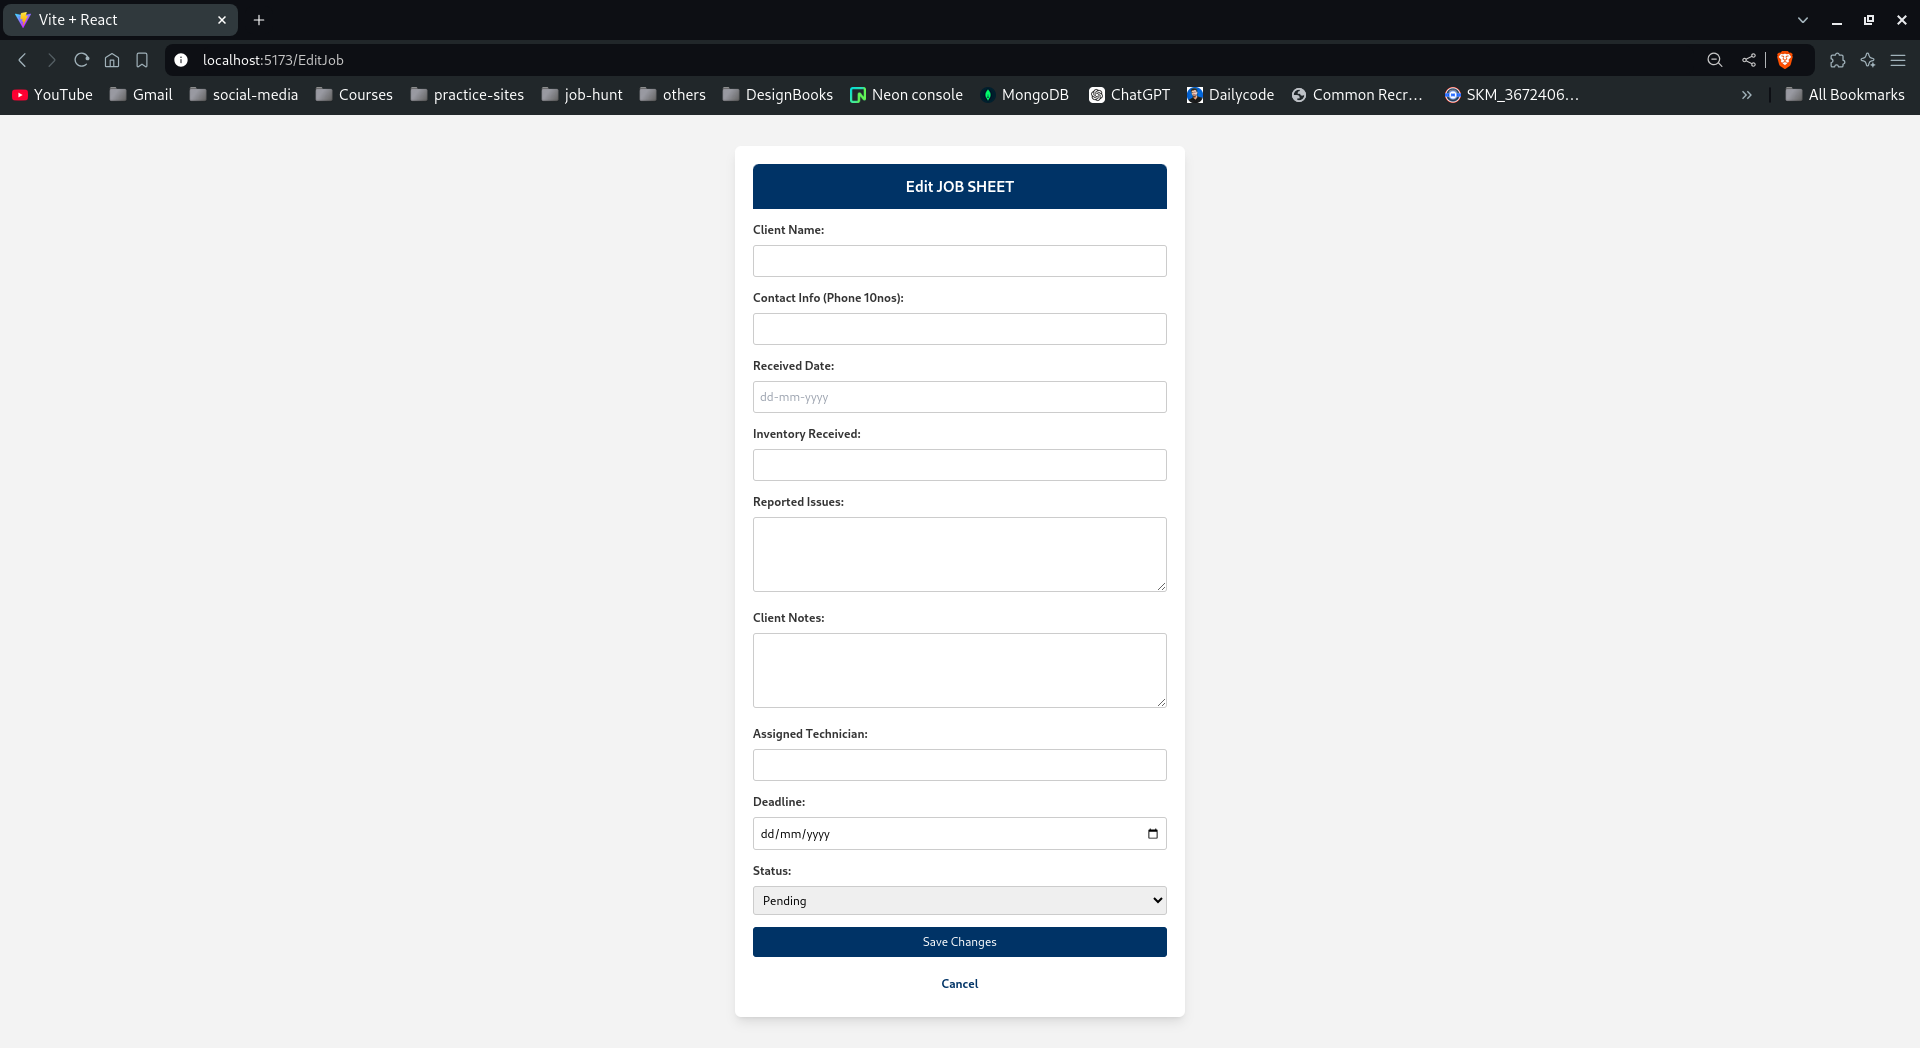 Vite + React
localhost:5173/EditJob
YouTube Gmail social-media Courses practice-sites job-hunt others DesignBooks Neon console MongoDB ChatGPT Dailycode Common Recr... SKM_3672406... All Bookmarks
Edit JOB SHEET
Client Name:
Contact Info (Phone 10nos):
Received Date:
dd-mm-yyyy
Inventory Received:
Reported Issues:
Client Notes:
Assigned Technician:
Deadline:
dd/mm/yyyy
Status:
Pending
Save Changes
Cancel